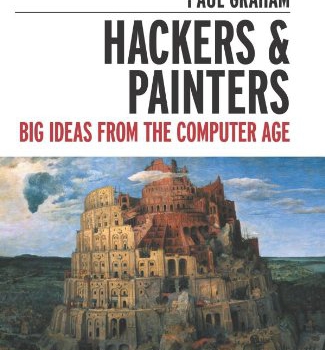 PAUL GRAHAM
HACKERS &
PAINTERS
BIG IDEAS FROM THE COMPUTER AGE